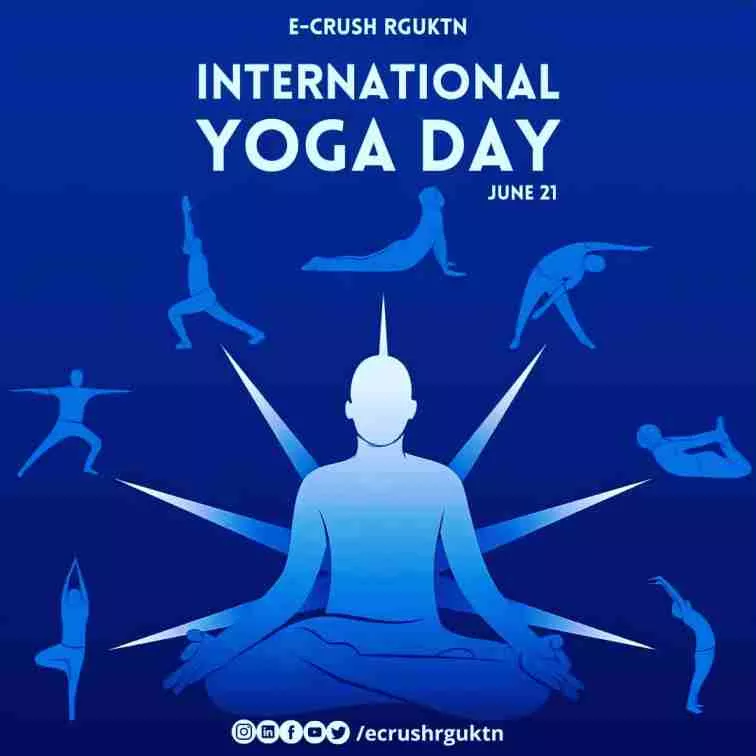 E-CRUSH RGUKTN
INTERNATIONAL
YOGA DAY
JUNE 21
/ecrushrguktn